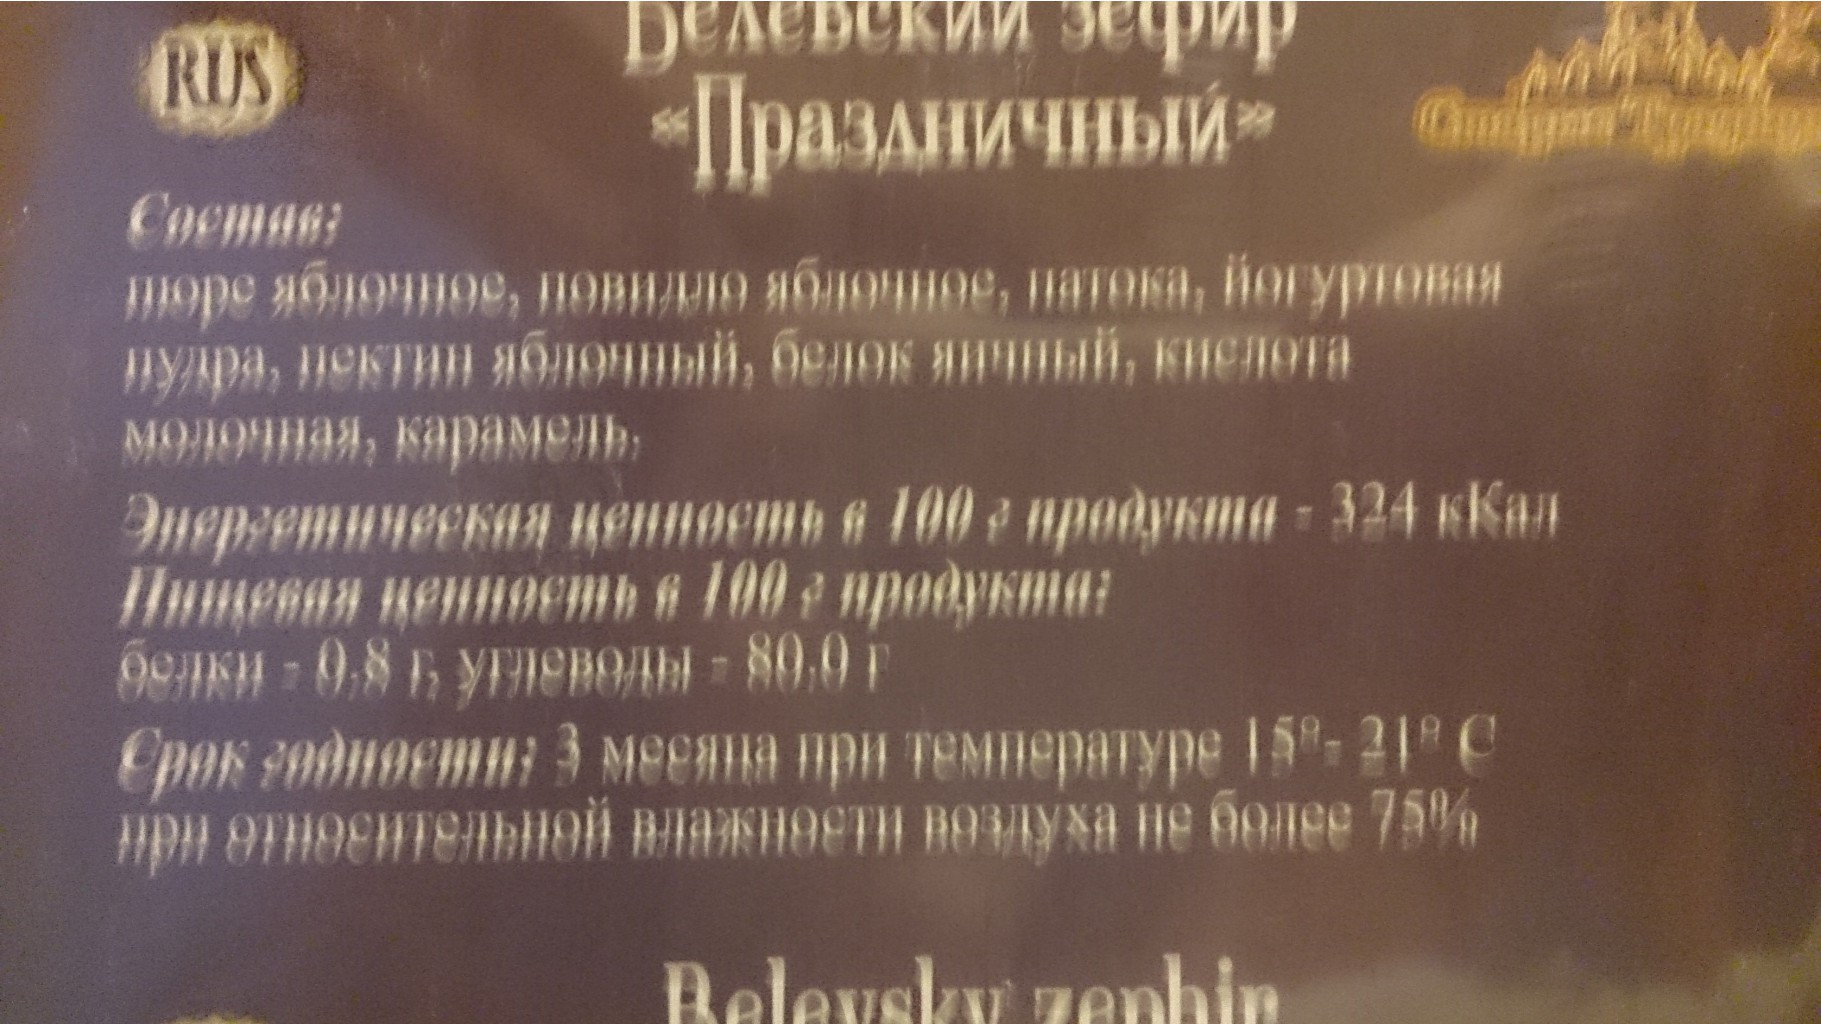 RUS
Белевский зефир
«Праздничный»
Состав:
пюре яблочное, повидло яблочное, патока, йогуртовая
пудра, пектин яблочный, белок яичный, кислота
молочная, карамель.
Энергетическая ценность в 100 г продукта - 324 кКал
Пищевая ценность в 100 г продукта:
белки - 0,8 г, углеводы - 80,0 г
Срок годности: 3 месяца при температуре 15º- 21º С
при относительной влажности воздуха не более 75%
Belevsky zephir